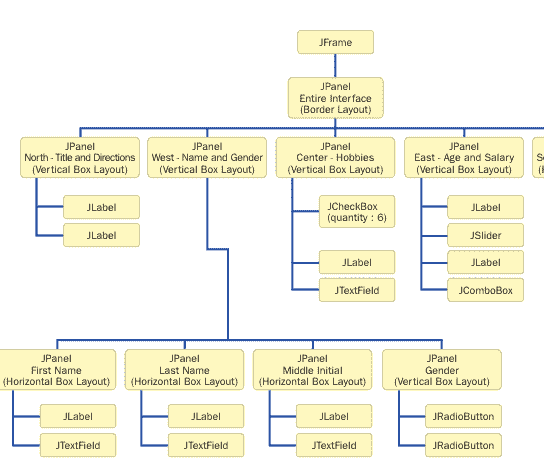 JFrame
JPanel
Entire Interface
(Border Layout)
JPanel
North - Title and Directions
(Vertical Box Layout)
JPanel
West - Name and Gender
(Vertical Box Layout)
JPanel
Center - Hobbies
(Vertical Box Layout)
JPanel
East - Age and Salary
(Vertical Box Layout)
JLabel
JLabel
JCheckBox
(quantity : 6)
JLabel
JTextField
JLabel
JSlider
JLabel
JComboBox
JPanel
First Name
(Horizontal Box Layout)
JPanel
Last Name
(Horizontal Box Layout)
JPanel
Middle Initial
(Horizontal Box Layout)
JPanel
Gender
(Vertical Box Layout)
JLabel
JTextField
JLabel
JTextField
JLabel
JTextField
JRadioButton
JRadioButton